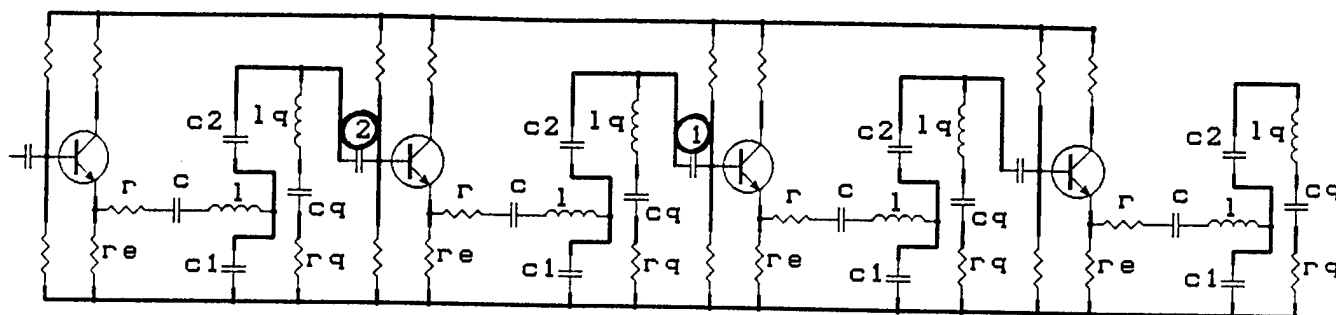 c2 lq 2 c2 lq 1 c2 lq c2 lq
r c l cq r c l cq r c l cq r c l cq
re c1 rq re c1 rq re c1 rq re c1 rq